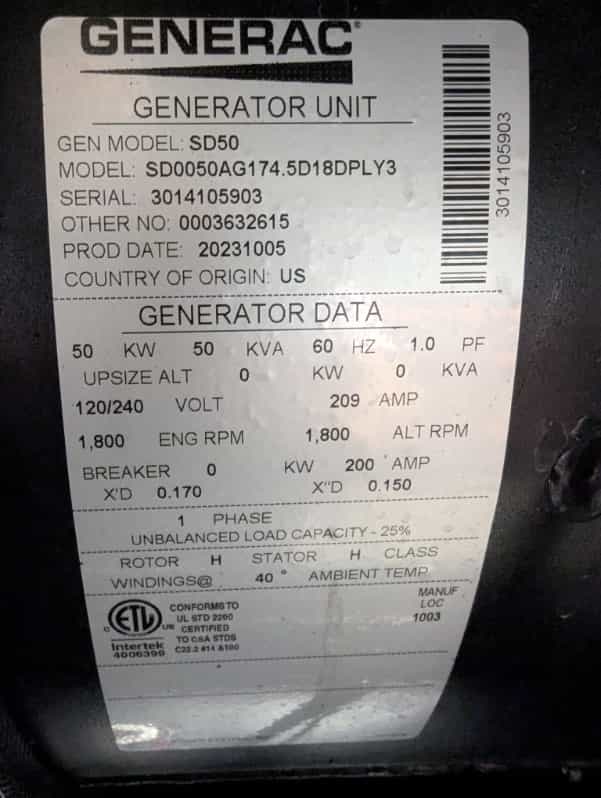 GENERAC®
GENERATOR UNIT
GEN MODEL: SD50
MODEL: SD0050AG174.5D18DPLY3
SERIAL: 3014105903
OTHER NO: 0003632615
PROD DATE: 20231005
COUNTRY OF ORIGIN: US
3014105903
GENERATOR DATA
50 KW 50 KVA 60 HZ 1.0 PF
UPSIZE ALT 0 KW 0 KVA
120/240 VOLT 209 AMP
1,800 ENG RPM 1,800 ALT RPM
BREAKER 0 KW 200 AMP
X'D 0.170 X"D 0.150
1 PHASE
UNBALANCED LOAD CAPACITY - 25%
ROTOR H STATOR H CLASS
WINDINGS@ 40 ° AMBIENT TEMP
MANUF
LOC
1003
C ETL US
Intertek
4006399
CONFORMS TO
UL STD 2200
CERTIFIED
TO CSA STDS
C22.2 #14 &100